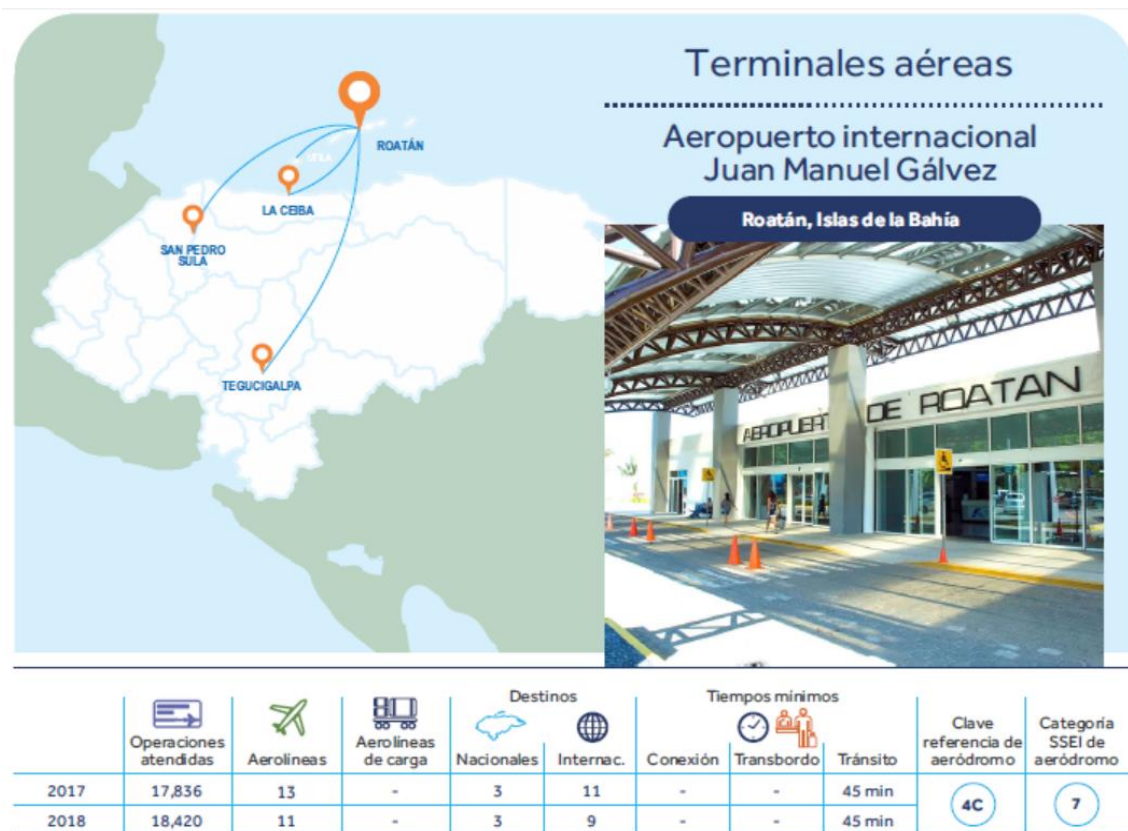 Terminales aéreas
Aeropuerto internacional
Juan Manuel Gálvez
Roatán, Islas de la Bahía
ROATÁN
LA CEIBA
SAN PEDRO
SULA
TEGUCIGALPA
AEROPUERT DE ROATAN
Destinos
Tiempos mínimos
Operaciones
atendidas
Aerolíneas
Aerolíneas
de carga
Nacionales
Internac.
Conexión
Transbordo
Tránsito
Clave
referencia de
aeródromo
Categoría
SSEI de
aeródromo
2017 17,836 13 - 3 11 - - 45 min
4C 7
2018 18,420 11 - 3 9 - - 45 min